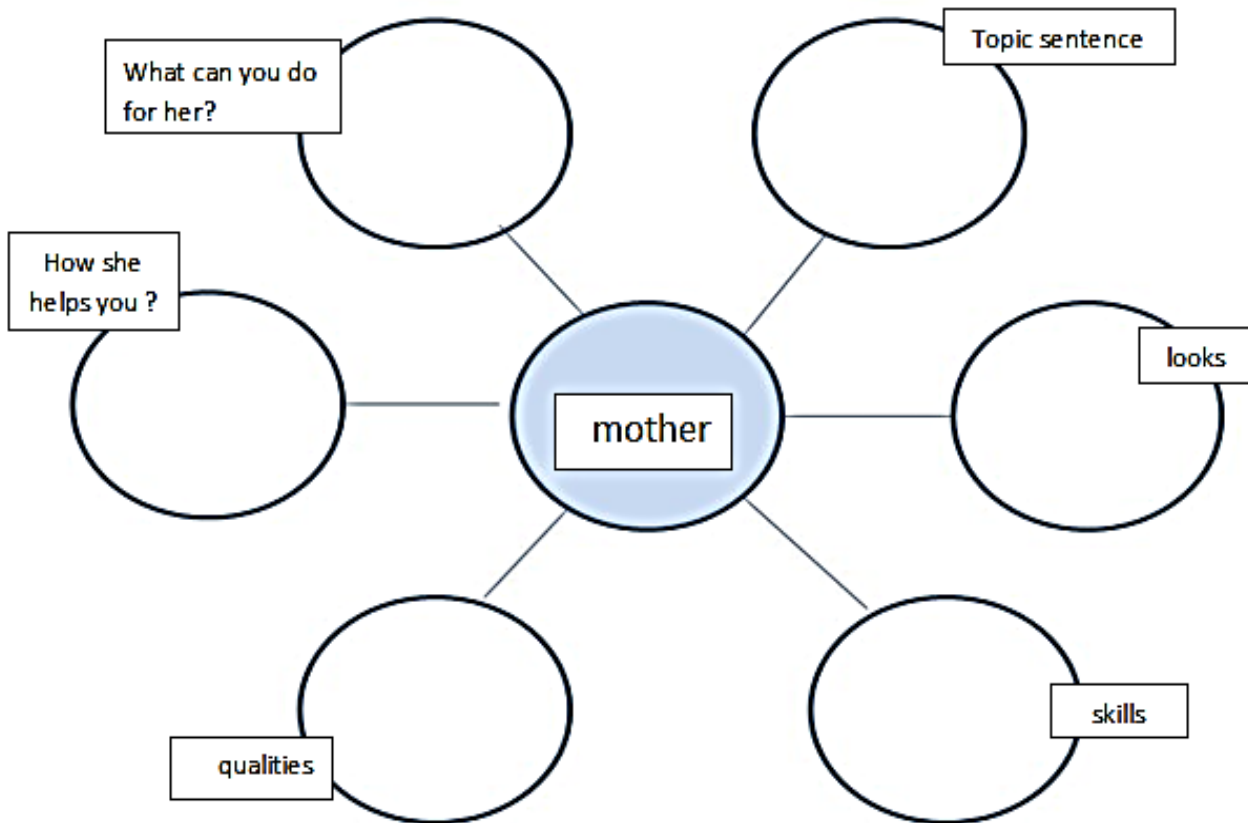 What can you do
for her?
Topic sentence
How she
helps you ?
looks
mother
qualities
skills